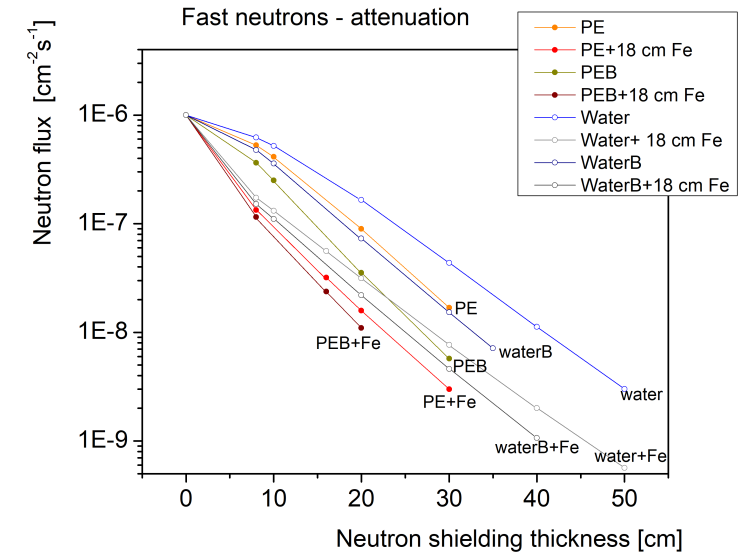 Fast neutrons - attenuation
PE
PE+18 cm Fe
PEB
PEB+18 cm Fe
Water
Water+ 18 cm Fe
WaterB
WaterB+18 cm Fe
Neutron flux [cm⁻²s⁻¹]
1E-6
1E-7
1E-8
1E-9
PE
PEB+Fe
waterB
PEB
water
PE+Fe
waterB+Fe
water+Fe
0 10 20 30 40 50
Neutron shielding thickness [cm]